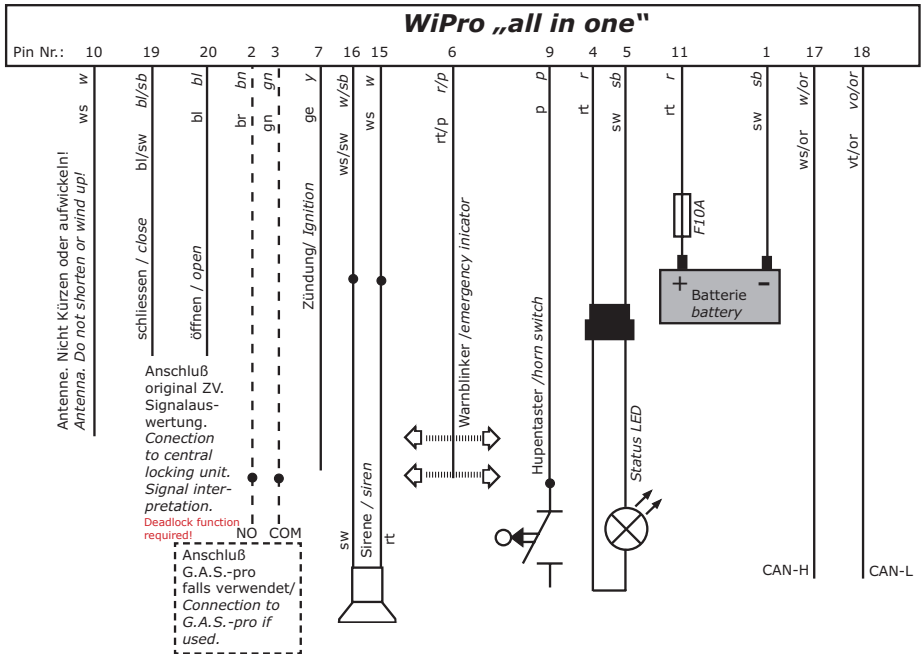 WiPro „all in one“
Pin Nr.: 10 19 20 2 3 7 16 15 6 9 4 5 11 1 17 18
ws w
Antenne. Nicht Kürzen oder aufwickeln!
Antenna. Do not shorten or wind up!
bl/sw bl/sb
schliessen / close
bl bl
öffnen / open
Anschluß
original ZV.
Signalaus-
wertung.
Conection
to central
locking unit.
Signal inter-
pretation.
Deadlock function
required!
br bn
gn gn
NO COM
Anschluß
G.A.S.-pro
falls verwendet/
Connection to
G.A.S.-pro if
used.
ge y
Zündung/ Ignition
ws/sw w/sb
ws w
sw
Sirene / siren
rt
rt/p r/p
Warnblinker /emergency inicator
p p
Hupentaster /horn switch
rt r
sw sb
Status LED
rt r
F10A
sw sb
+ -
Batterie
battery
ws/or w/or
CAN-H
vt/or vo/or
CAN-L